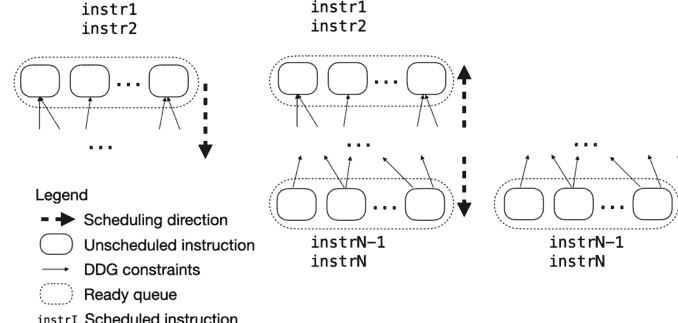 instr1
instr2
instr1
instr2
...
...
...
...
...
...
...
Legend
Scheduling direction
Unscheduled instruction
DDG constraints
Ready queue
instrI Scheduled instruction
instrN-1
instrN
instrN-1
instrN